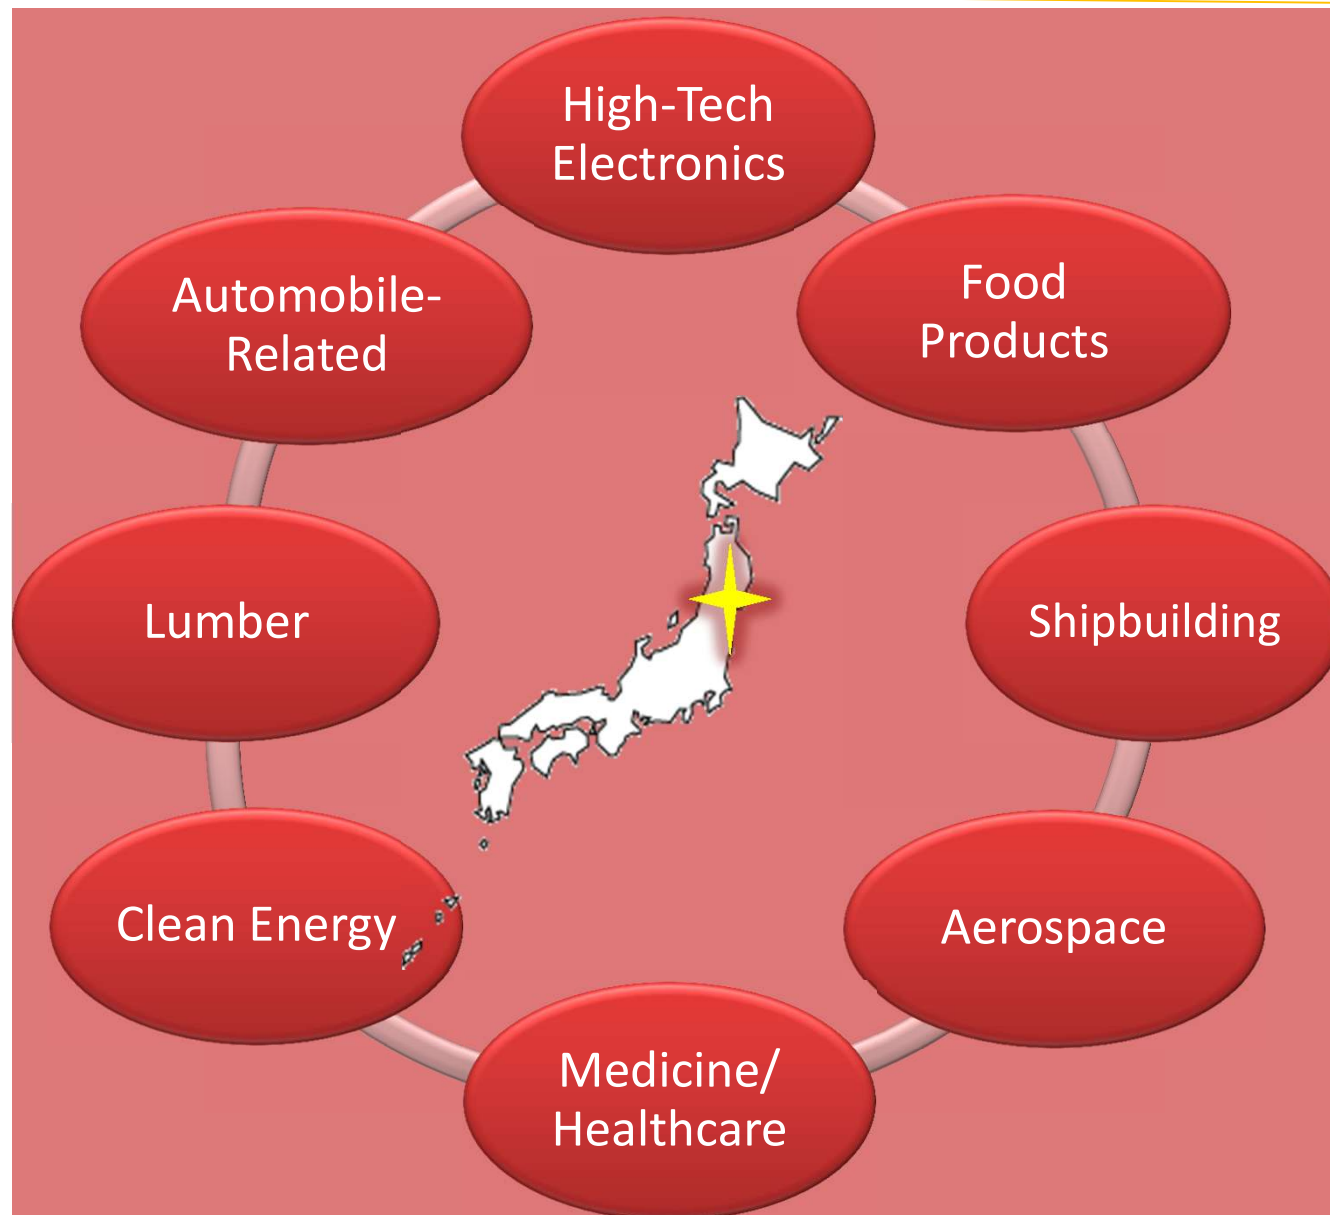 High-Tech
Electronics
Food
Products
Shipbuilding
Aerospace
Medicine/
Healthcare
Clean Energy
Lumber
Automobile-
Related